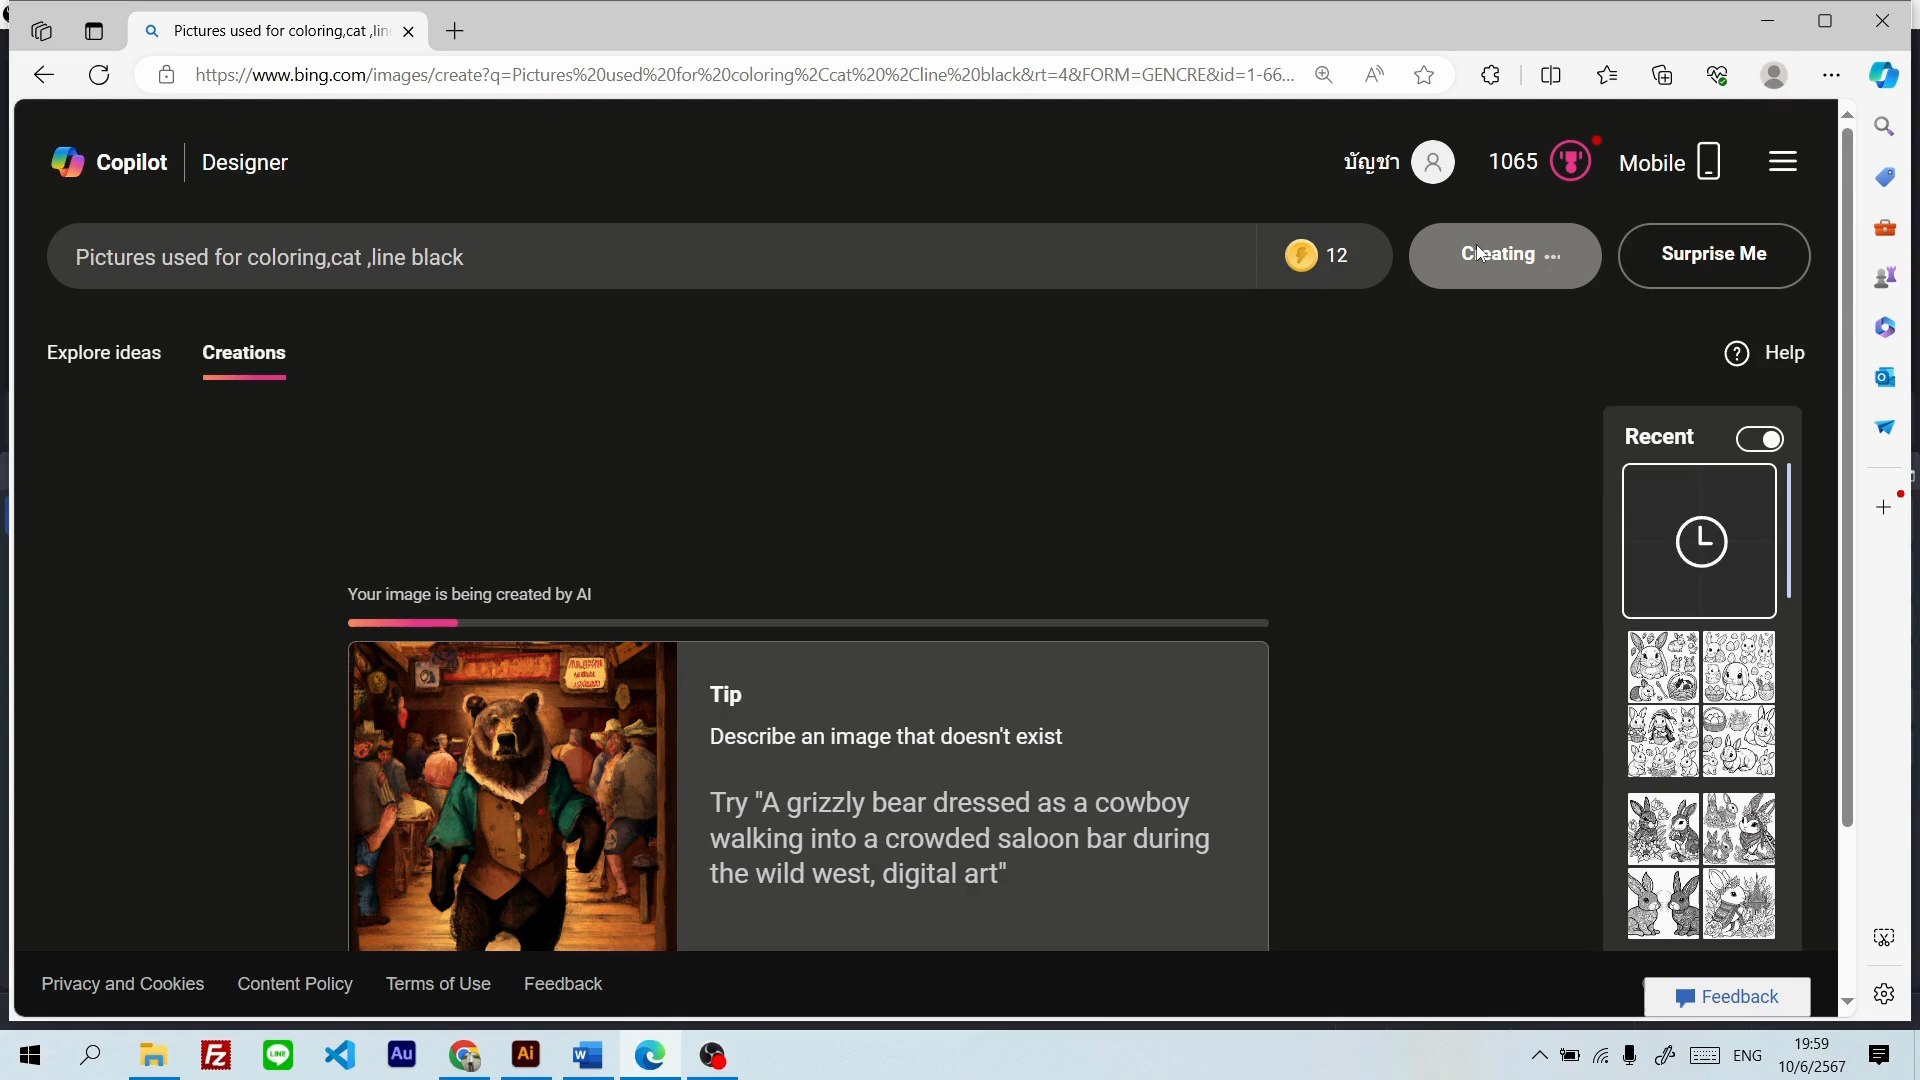 Pictures used for coloring,cat ,lin
https://www.bing.com/images/create?q=Pictures%20used%20for%20coloring%2Ccat%20%2Cline%20black&rt=4&FORM=GENCRE&id=1-66...
Copilot
Designer
บัญชา
1065
Mobile
Pictures used for coloring,cat ,line black
12
Creating ...
Surprise Me
Explore ideas
Creations
Help
Recent
Your image is being created by AI
Tip
Describe an image that doesn't exist
Try "A grizzly bear dressed as a cowboy
walking into a crowded saloon bar during
the wild west, digital art"
Privacy and Cookies
Content Policy
Terms of Use
Feedback
Feedback
Fz
LINE
Au
Ai
W
ENG
19:59
10/6/2567